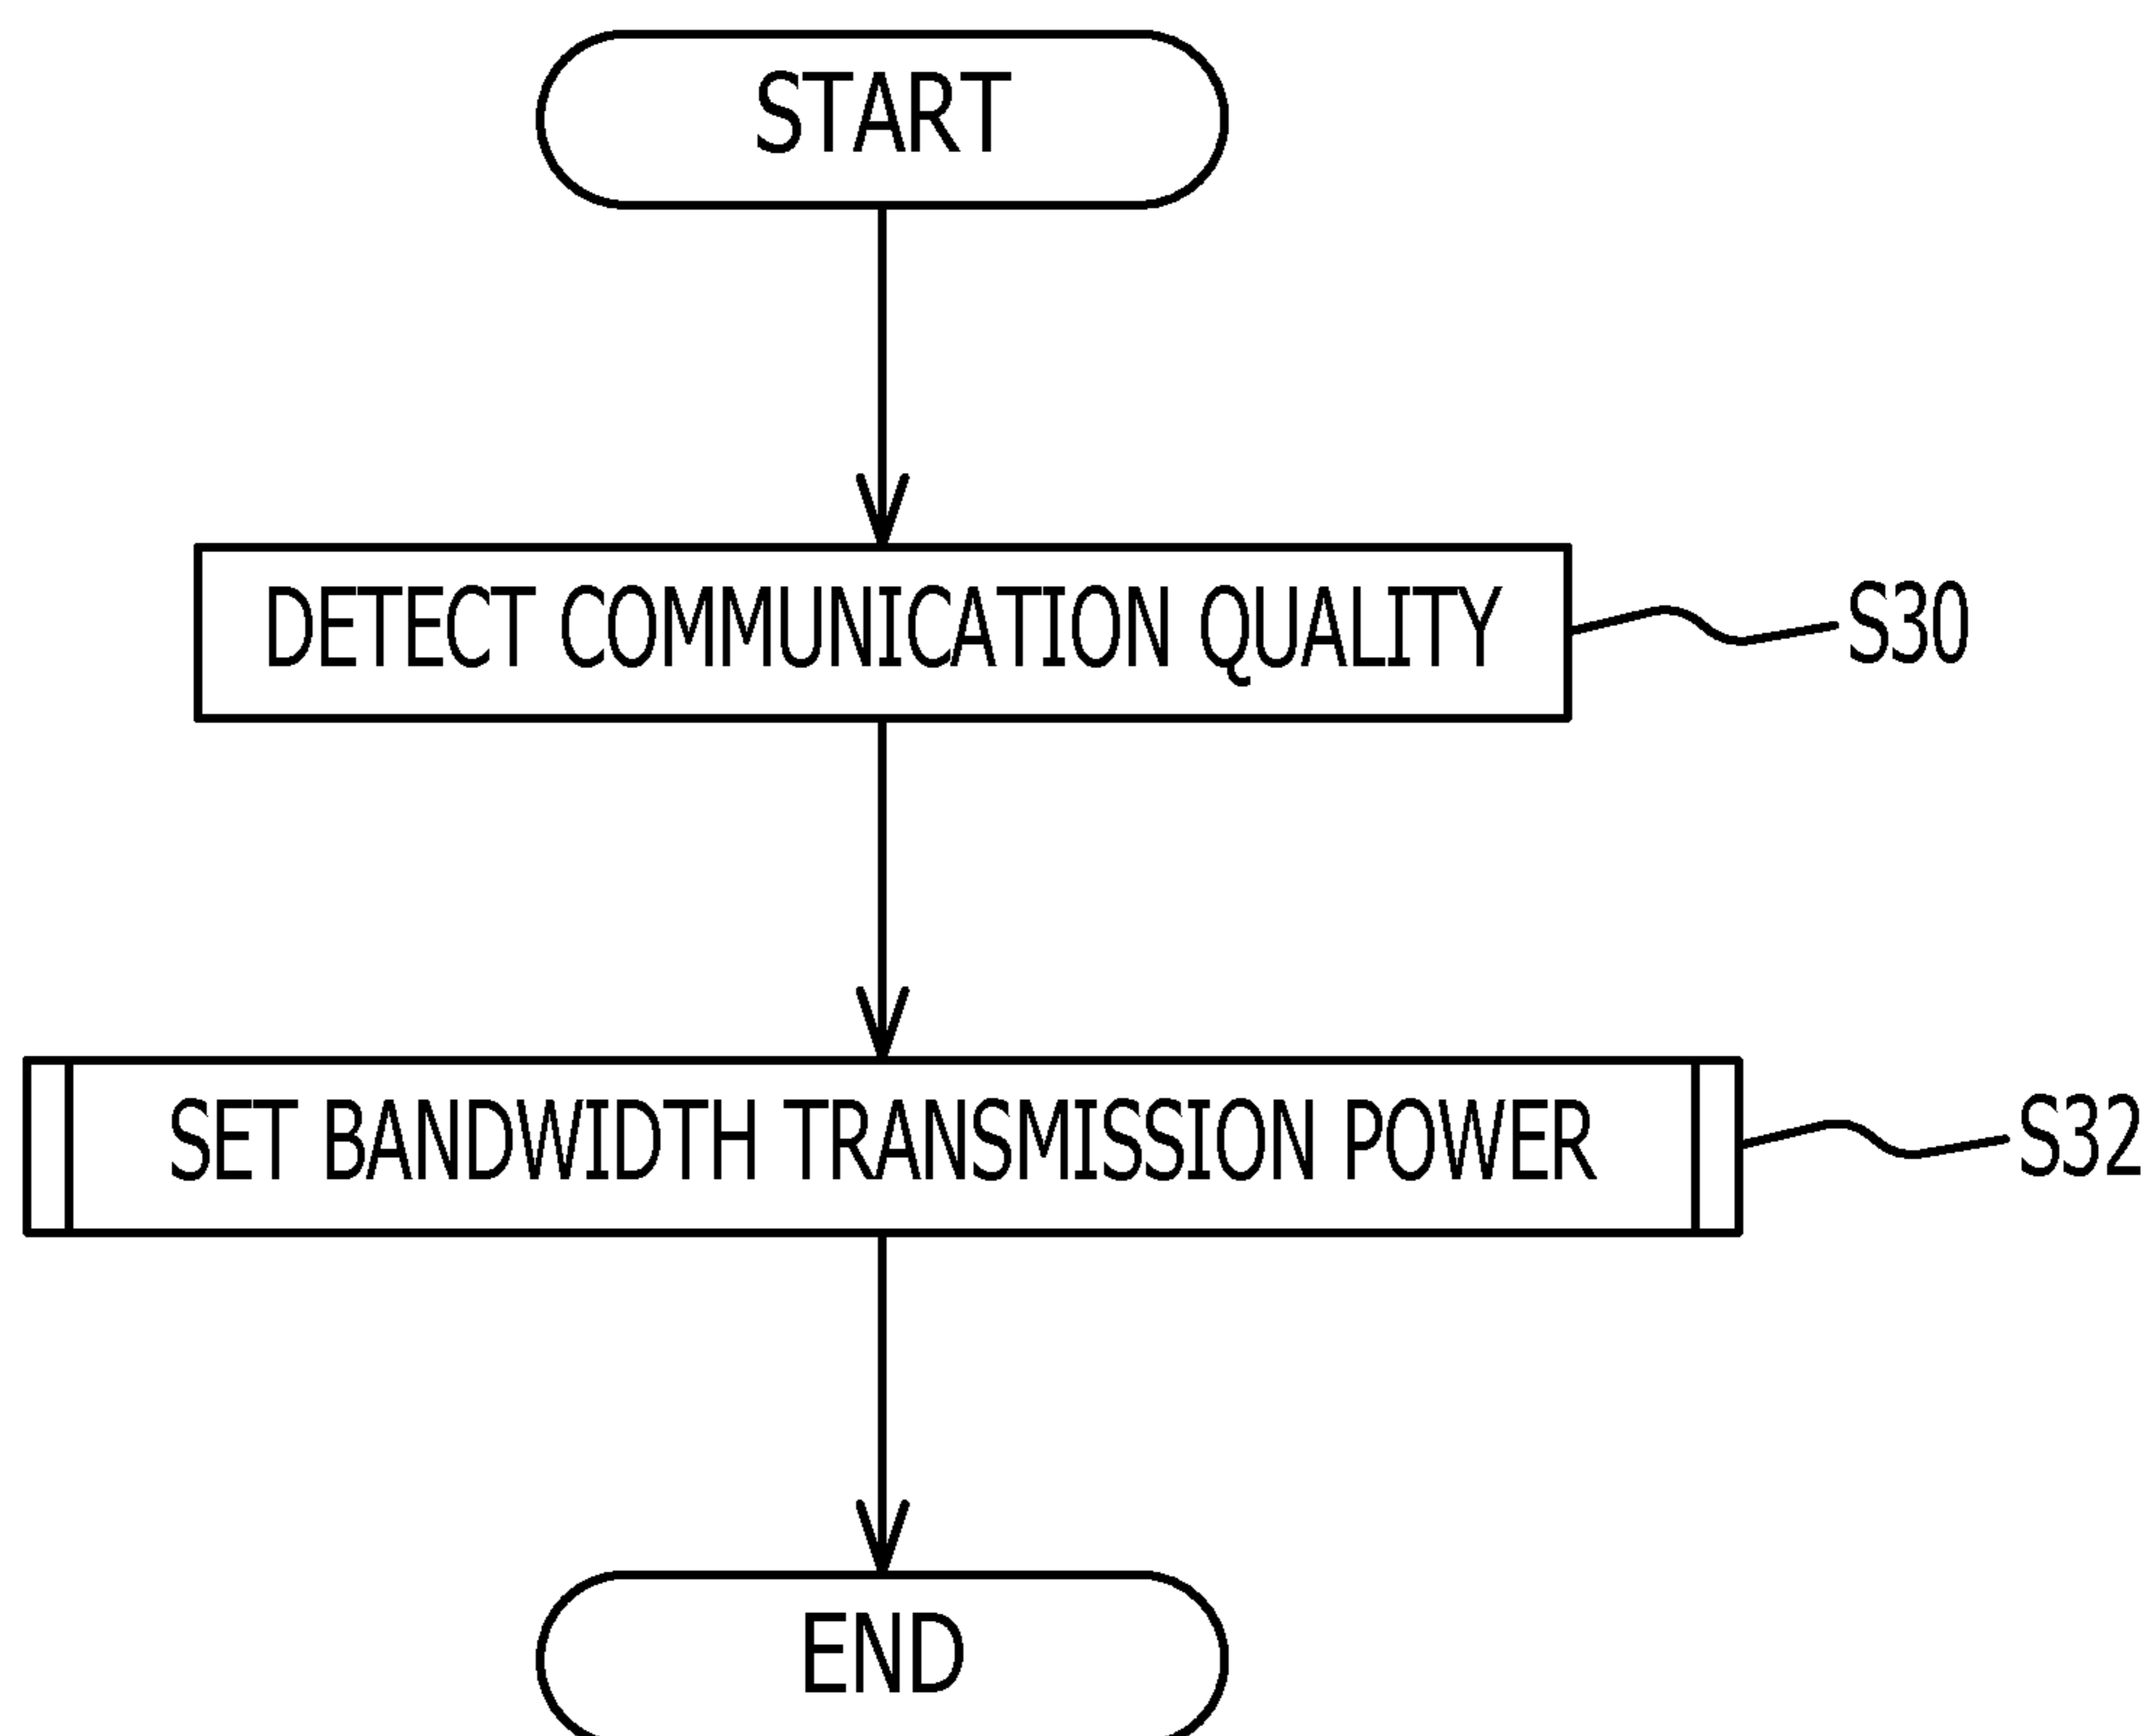 START
DETECT COMMUNICATION QUALITY
S30
SET BANDWIDTH TRANSMISSION POWER
S32
END